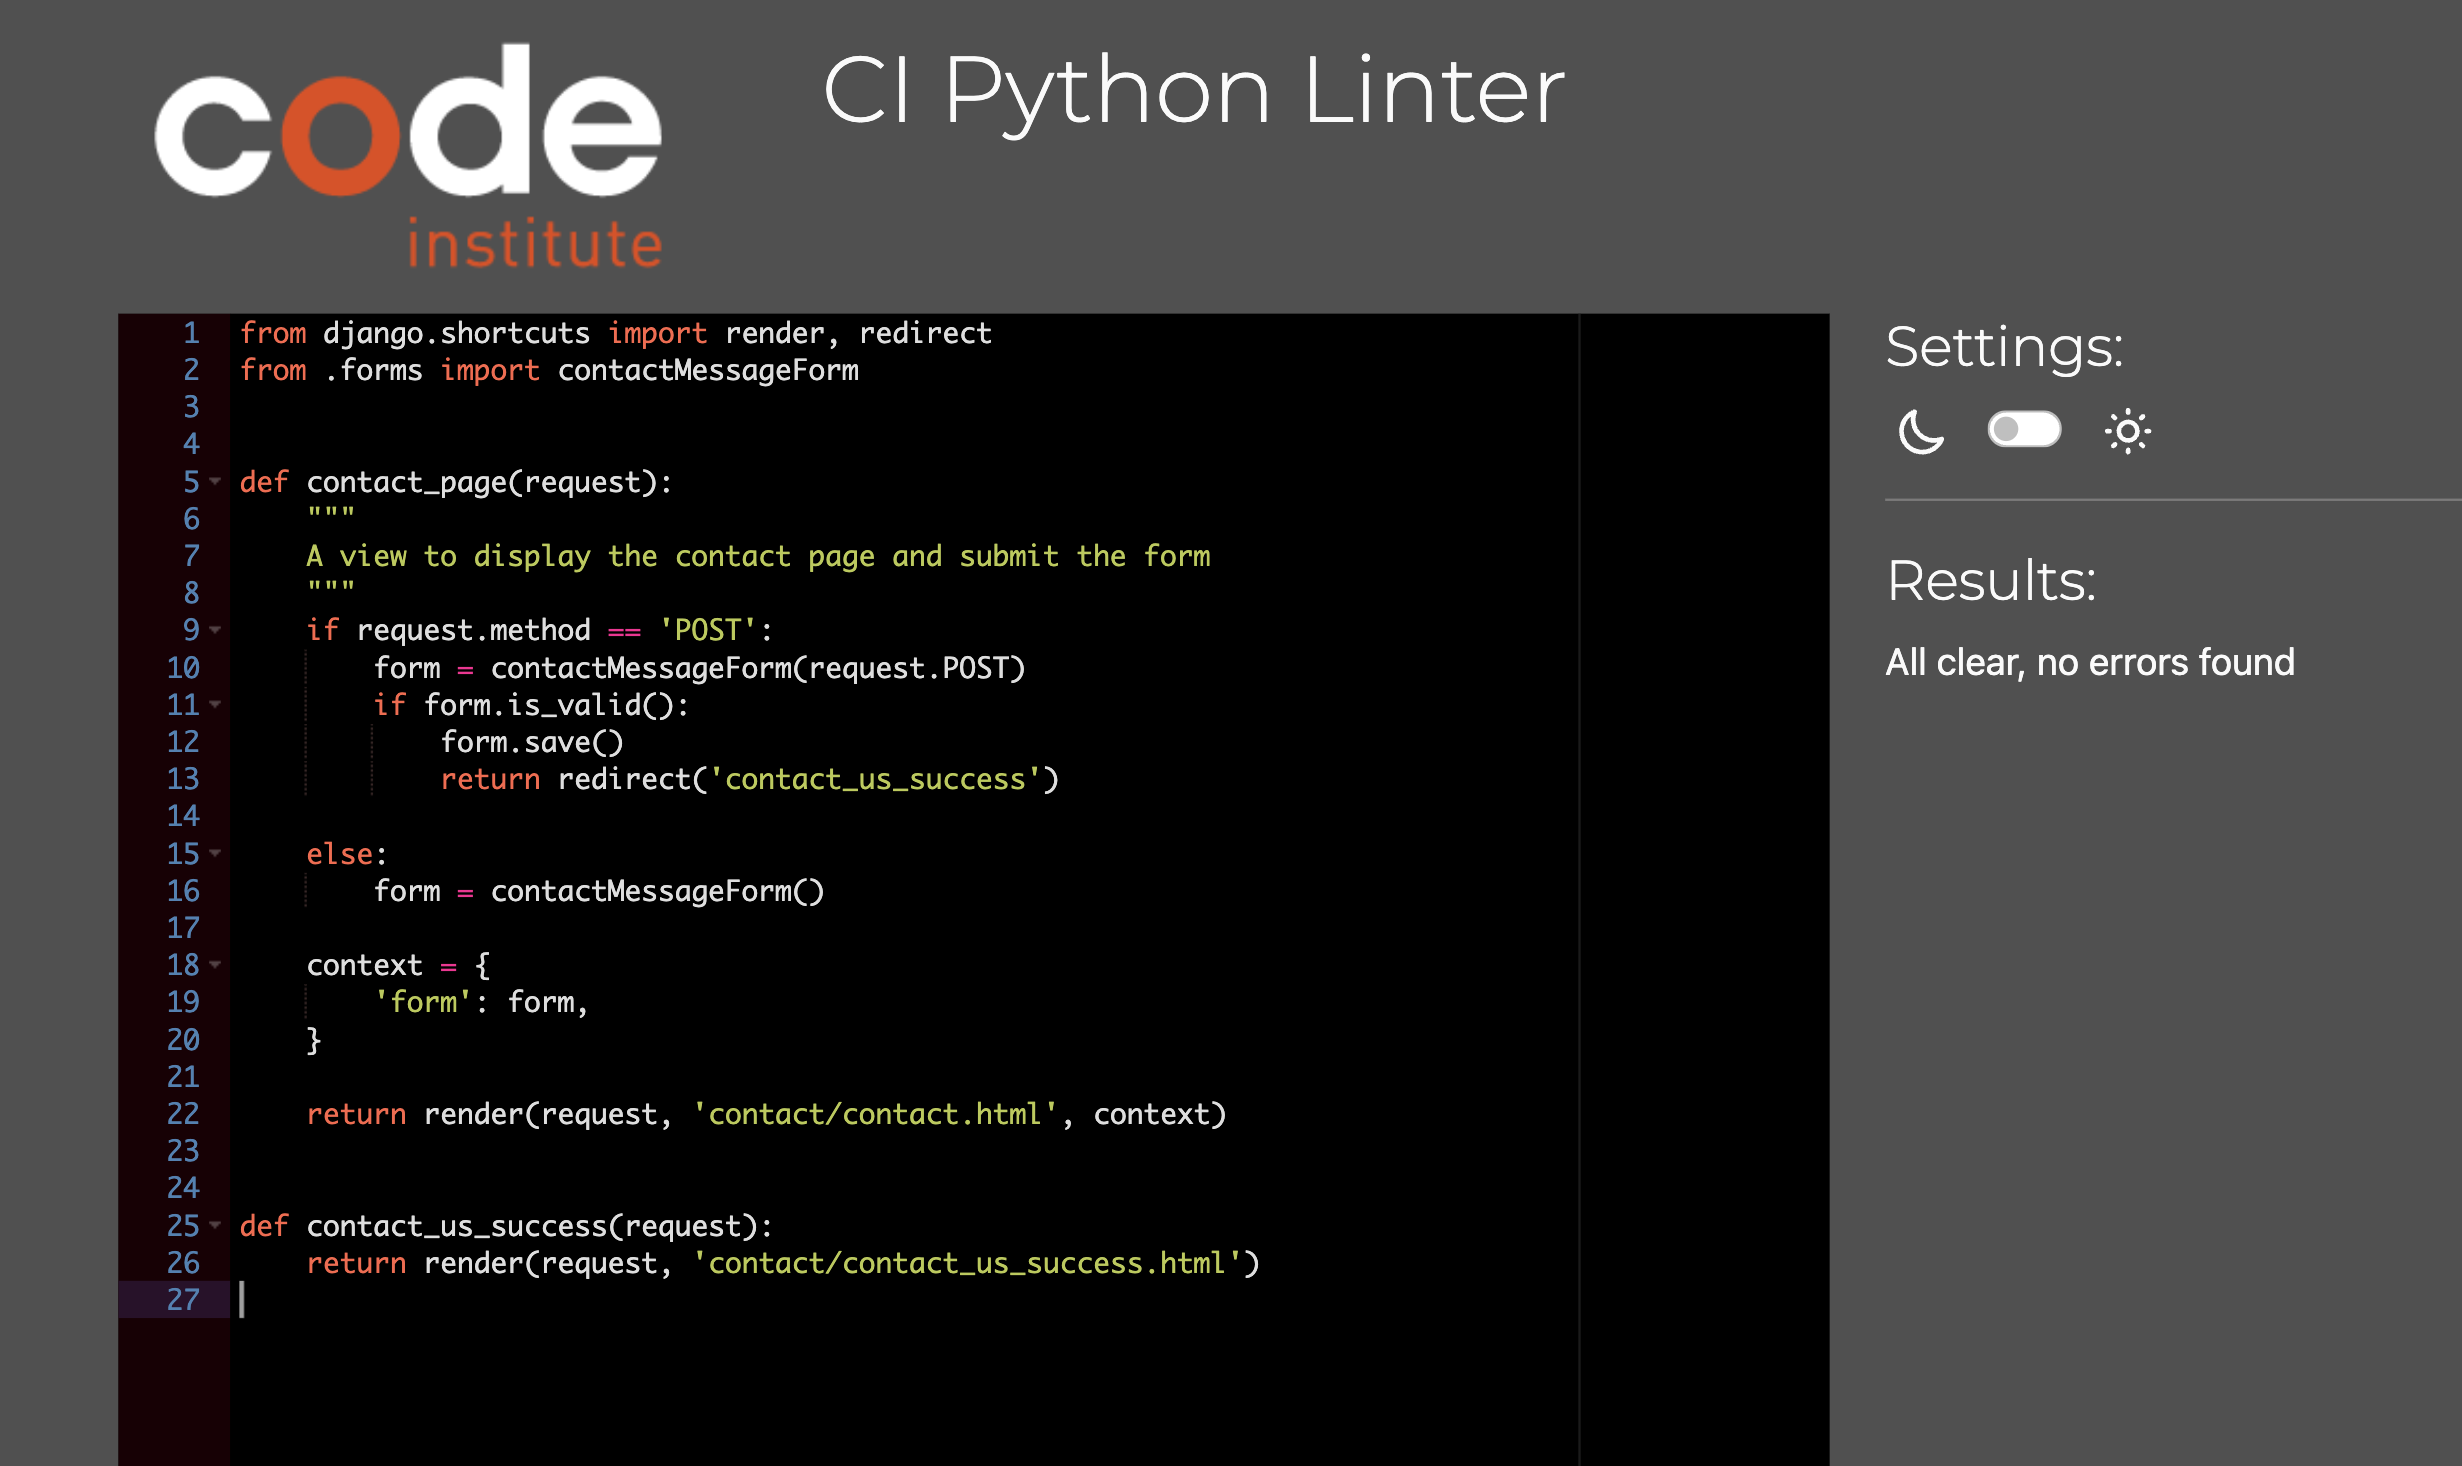 code
institute
CI Python Linter
1 from django.shortcuts import render, redirect
2 from .forms import contactMessageForm
3
4
5 def contact_page(request):
6     """
7     A view to display the contact page and submit the form
8     """
9     if request.method == 'POST':
10         form = contactMessageForm(request.POST)
11         if form.is_valid():
12             form.save()
13             return redirect('contact_us_success')
14
15     else:
16         form = contactMessageForm()
17
18     context = {
19         'form': form,
20     }
21
22     return render(request, 'contact/contact.html', context)
23
24
25 def contact_us_success(request):
26     return render(request, 'contact/contact_us_success.html')
27
Settings:
Results:
All clear, no errors found